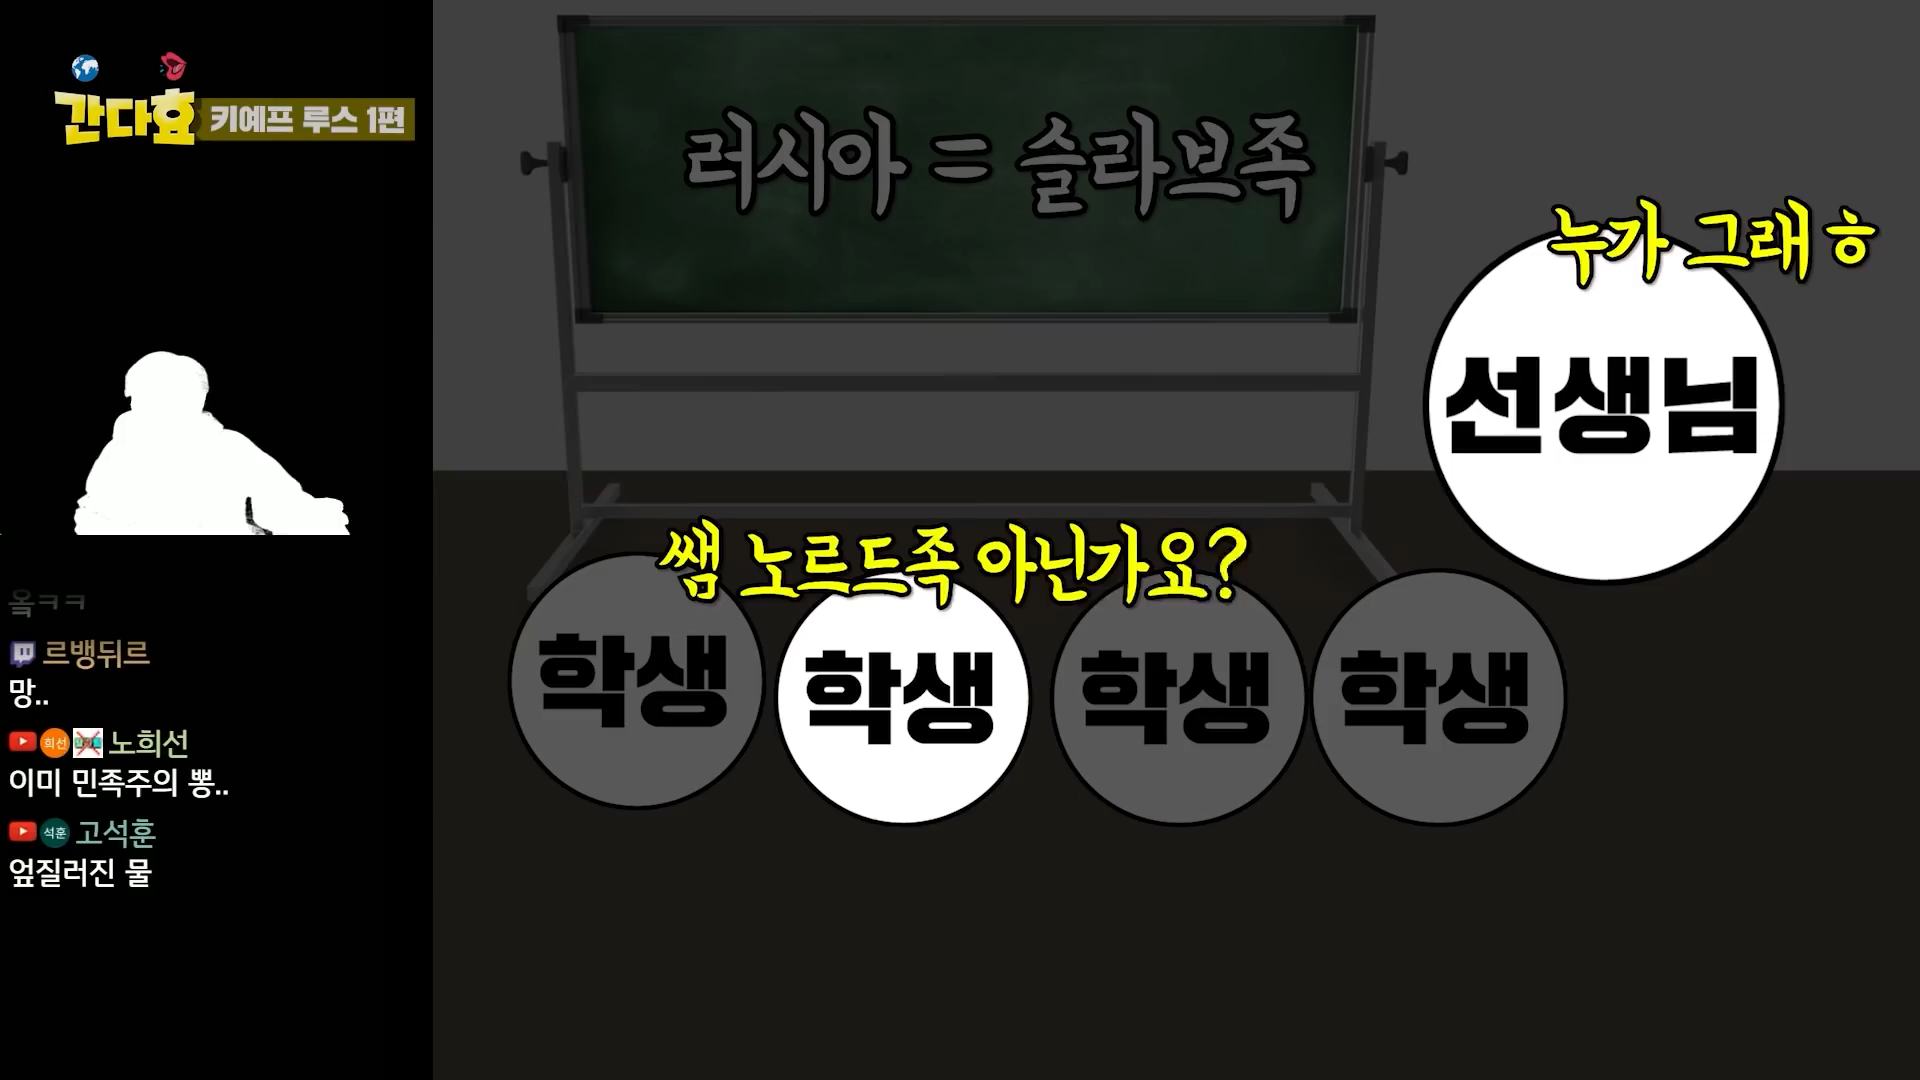 간다효 키예프 루스 1편
러시아 = 슬라브족
누가 그래ㅎ
선생님
쌤 노르드족 아닌가요?
학생
학생
학생
학생
ㅋㅋ
르뱅뒤르
망..
희선 노희선
이미 민족주의 뽕..
석훈 고석훈
엎질러진 물